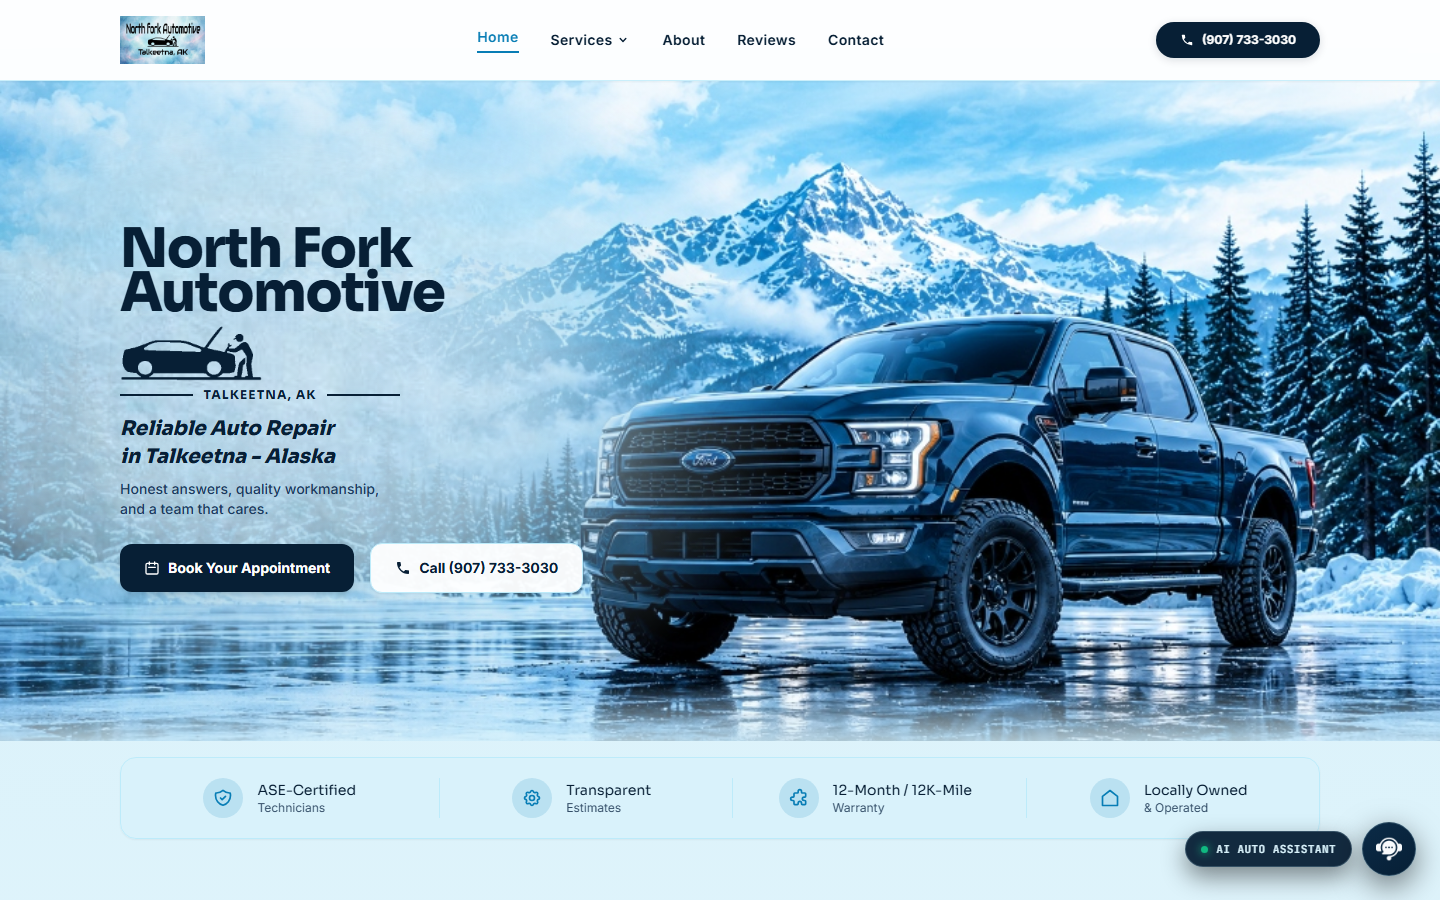 North Fork Automotive
Talkeetna, AK
Home
Services
About
Reviews
Contact
(907) 733-3030
North Fork
Automotive
TALKEETNA, AK
Reliable Auto Repair
in Talkeetna – Alaska
Honest answers, quality workmanship,
and a team that cares.
Book Your Appointment
Call (907) 733-3030
Ford
ASE-Certified
Technicians
Transparent
Estimates
12-Month / 12K-Mile
Warranty
Locally Owned
& Operated
AI AUTO ASSISTANT